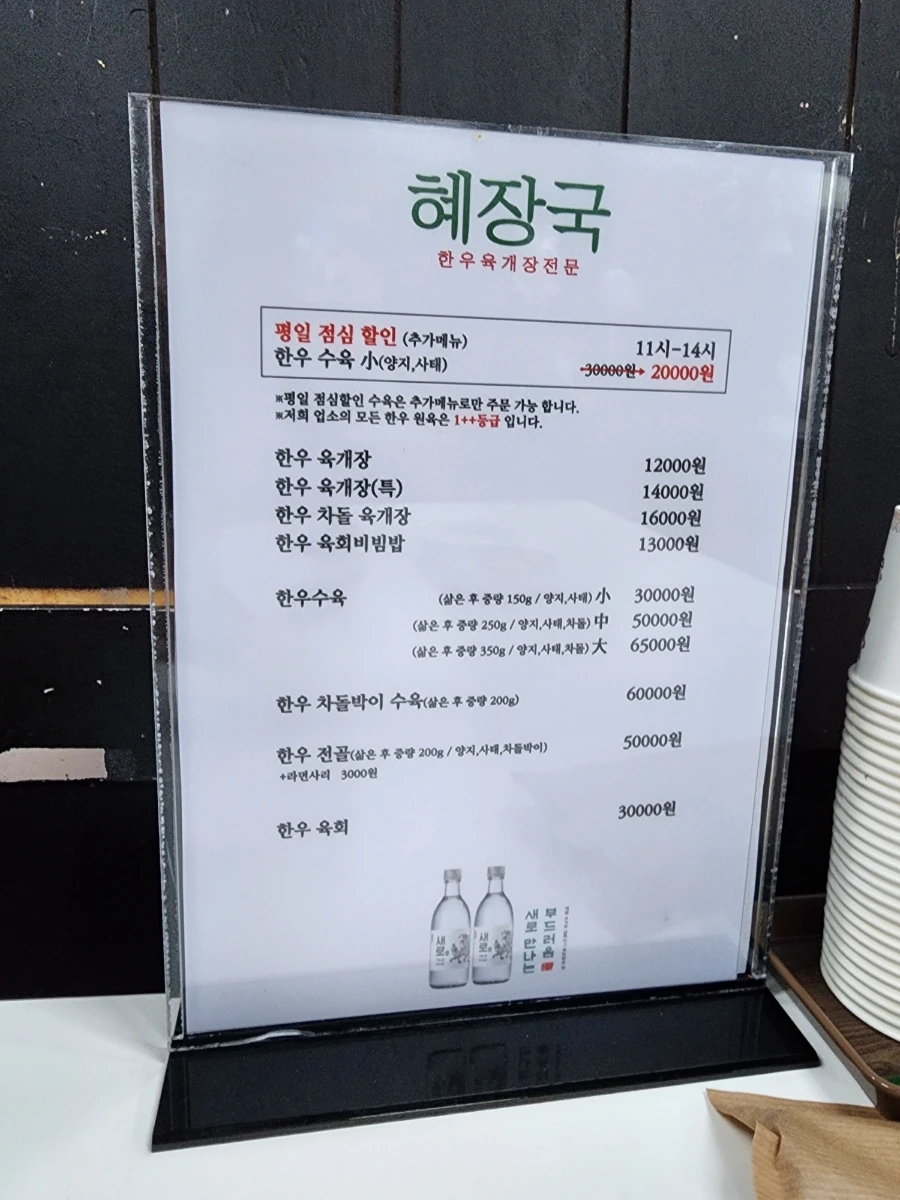 혜장국
한우육개장전문
평일 점심 할인 (추가메뉴) 11시-14시
한우 수육 小(양지,사태) 30000원→ 20000원
※평일 점심할인 수육은 추가메뉴로만 주문 가능 합니다.
※저희 업소의 모든 한우 원육은 1++등급 입니다.
한우 육개장 12000원
한우 육개장(특) 14000원
한우 차돌 육개장 16000원
한우 육회비빔밥 13000원
한우수육 (삶은 후 중량 150g / 양지,사태) 小 30000원
(삶은 후 중량 250g / 양지,사태,차돌) 中 50000원
(삶은 후 중량 350g / 양지,사태,차돌) 大 65000원
한우 차돌박이 수육(삶은 후 중량 200g) 60000원
한우 전골(삶은 후 중량 200g / 양지,사태,차돌박이) 50000원
+라면사리 3000원
한우 육회 30000원
새로
새로
부드러움
새로 만나는